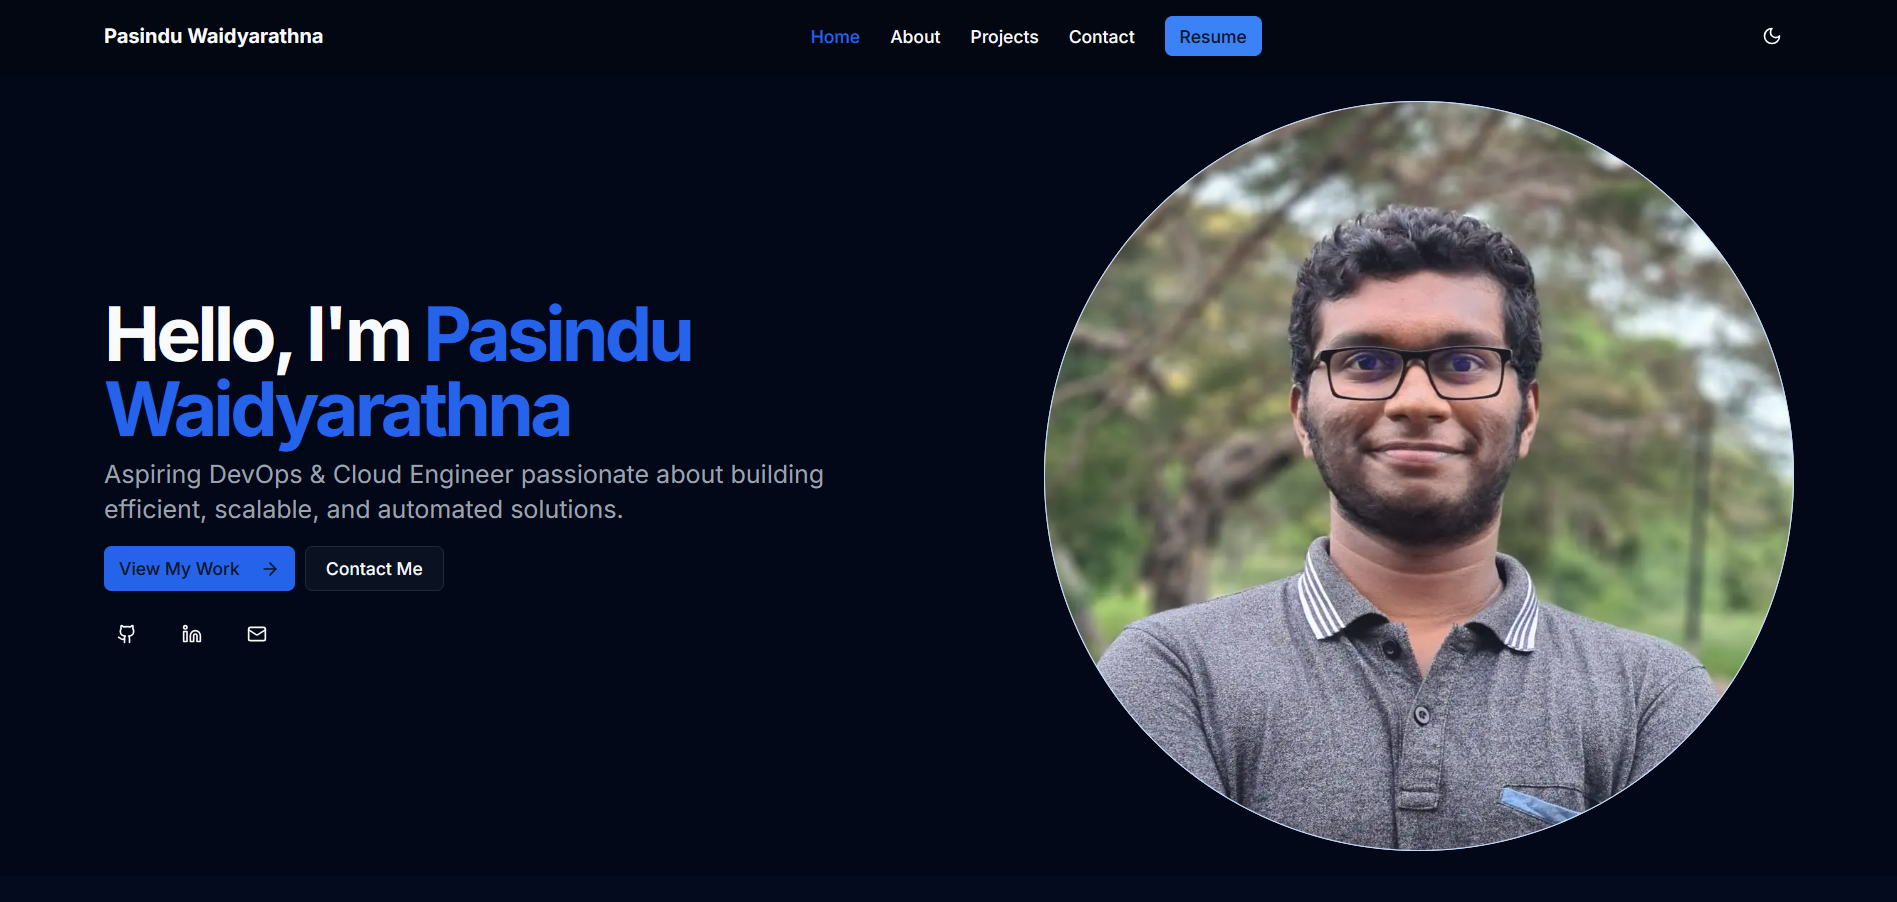 Pasindu Waidyarathna
Home
About
Projects
Contact
Resume
Hello, I'm Pasindu
Waidyarathna
Aspiring DevOps & Cloud Engineer passionate about building
efficient, scalable, and automated solutions.
View My Work
Contact Me